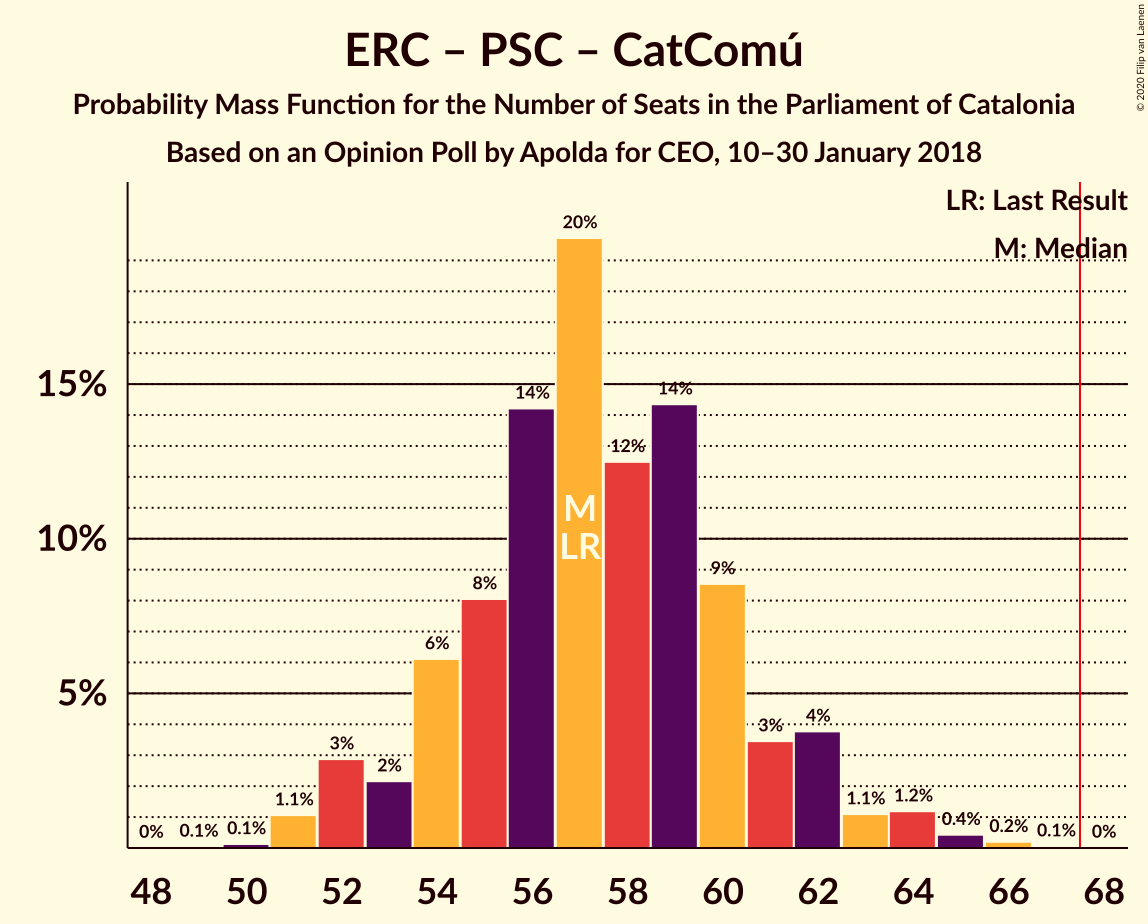 ERC – PSC – CatComú
Probability Mass Function for the Number of Seats in the Parliament of Catalonia
Based on an Opinion Poll by Apolda for CEO, 10–30 January 2018
© 2020 Filip van Laenen
LR: Last Result
M: Median
15%
10%
5%
0%
0.1%
0.1%
1.1%
3%
2%
6%
8%
14%
20%
12%
14%
9%
3%
4%
1.1%
1.2%
0.4%
0.2%
0.1%
0%
M
LR
48 50 52 54 56 58 60 62 64 66 68